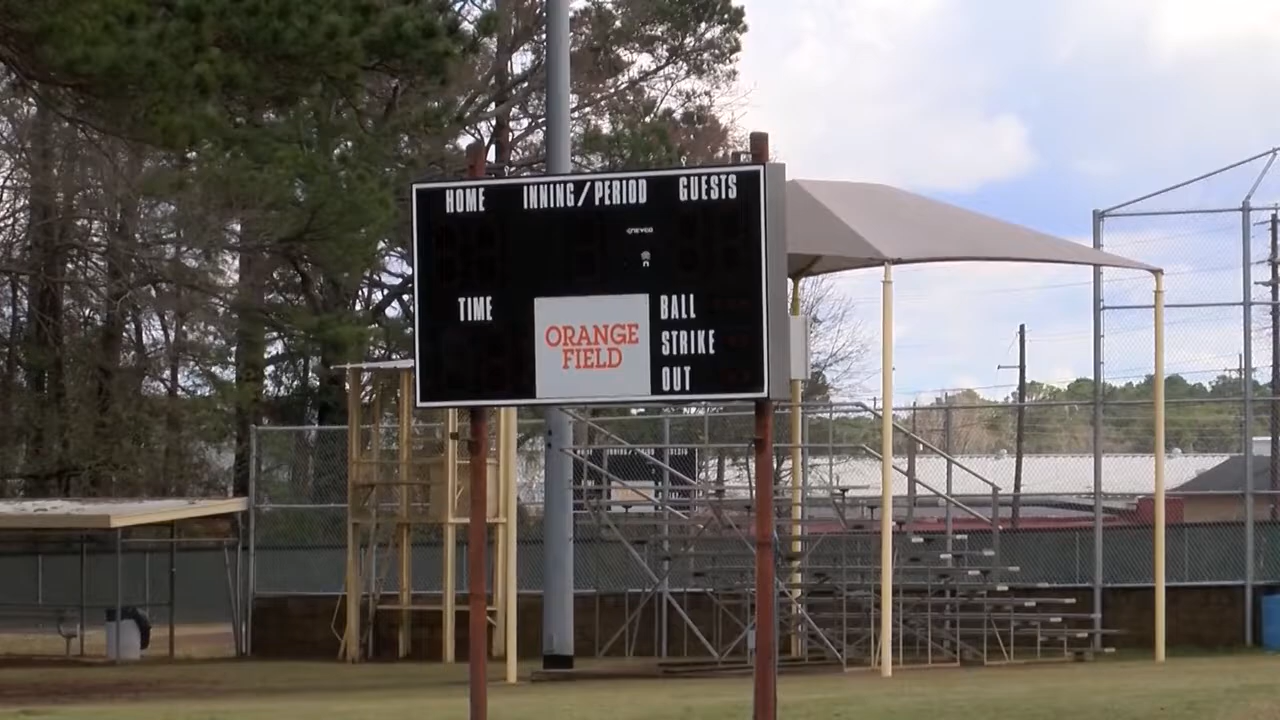 HOME INNING/PERIOD GUESTS
TIME
BALL
ORANGE
FIELD
STRIKE
OUT